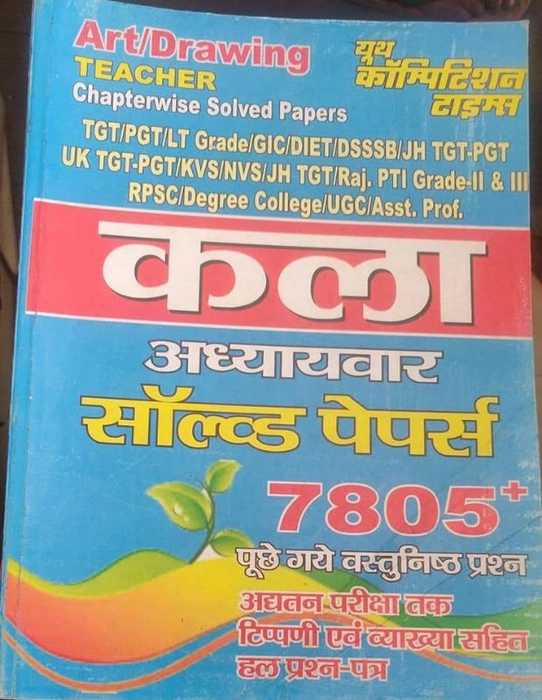 Art/Drawing
TEACHER
Chapterwise Solved Papers
यूथ
कॉम्पिटिशन
टाइम्स
TGT/PGT/LT Grade/GIC/DIET/DSSSB/JH TGT-PGT
UK TGT-PGT/KVS/NVS/JH TGT/Raj. PTI Grade-II & III
RPSC/Degree College/UGC/Asst. Prof.
कला
अध्यायवार
सॉल्व्ड पेपर्स
7805+
पूछे गये वस्तुनिष्ठ प्रश्न
अद्यतन परीक्षा तक
टिप्पणी एवं व्याख्या सहित
हल प्रश्न-पत्र